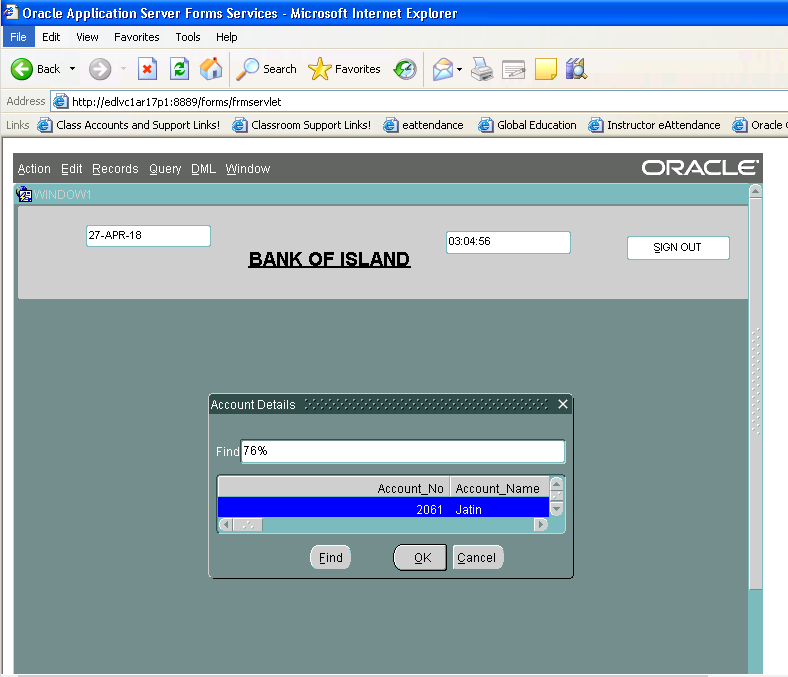 Oracle Application Server Forms Services - Microsoft Internet Explorer
File Edit View Favorites Tools Help
Back Search Favorites
Address http://edlvc1ar17p1:8889/forms/frmservlet
Links Class Accounts and Support Links! Classroom Support Links! eattendance Global Education Instructor eAttendance Oracle
Action Edit Records Query DML Window ORACLE
WINDOW1
27-APR-18 03:04:56 SIGN OUT
BANK OF ISLAND
Account Details
Find 76%
Account_No Account_Name
2061 Jatin
Find OK Cancel